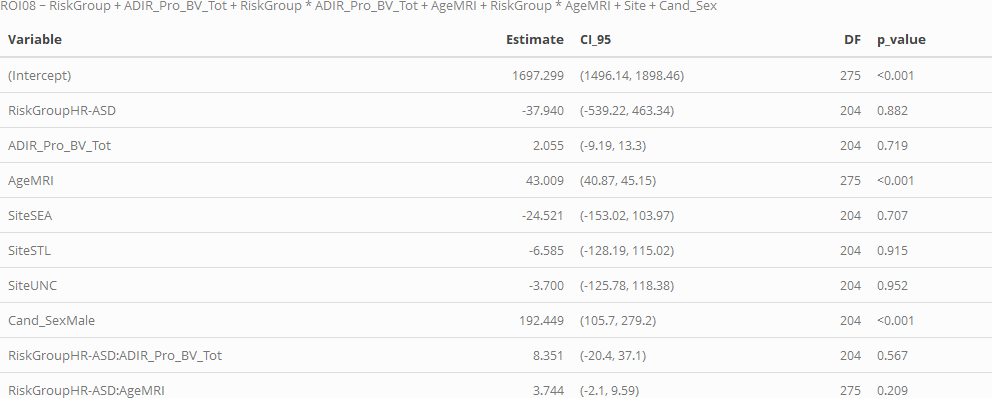 ROI08 ~ RiskGroup + ADIR_Pro_BV_Tot + RiskGroup * ADIR_Pro_BV_Tot + AgeMRI + RiskGroup * AgeMRI + Site + Cand_Sex
Variable Estimate CI_95 DF p_value
(Intercept) 1697.299 (1496.14, 1898.46) 275 <0.001
RiskGroupHR-ASD -37.940 (-539.22, 463.34) 204 0.882
ADIR_Pro_BV_Tot 2.055 (-9.19, 13.3) 204 0.719
AgeMRI 43.009 (40.87, 45.15) 275 <0.001
SiteSEA -24.521 (-153.02, 103.97) 204 0.707
SiteSTL -6.585 (-128.19, 115.02) 204 0.915
SiteUNC -3.700 (-125.78, 118.38) 204 0.952
Cand_SexMale 192.449 (105.7, 279.2) 204 <0.001
RiskGroupHR-ASD:ADIR_Pro_BV_Tot 8.351 (-20.4, 37.1) 204 0.567
RiskGroupHR-ASD:AgeMRI 3.744 (-2.1, 9.59) 275 0.209